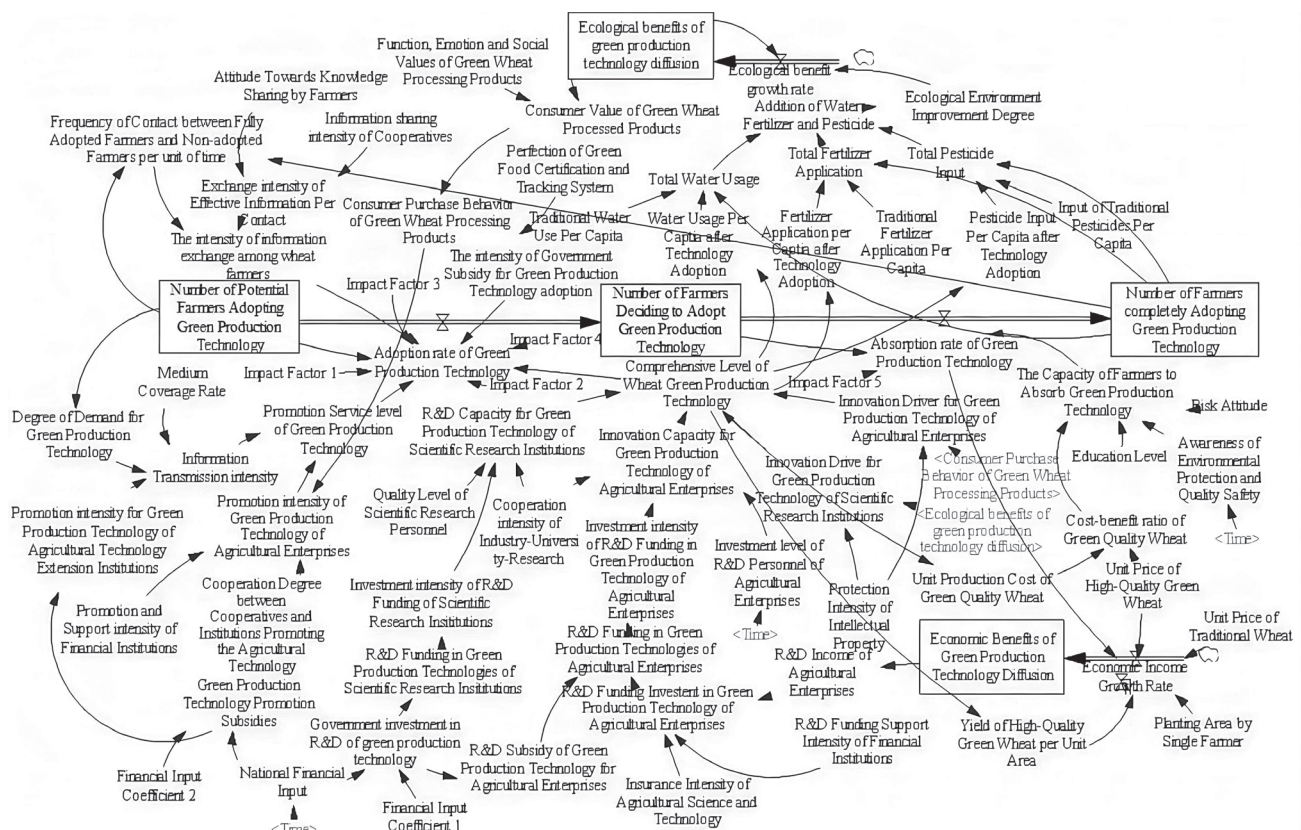 Ecological benefits of
green production
technology diffusion
Function, Emotion and Social
Values of Green Wheat
Processing Products
Ecological benefit
growth rate
Attitude Towards Knowledge
Sharing by Farmers
Ecological Environment
Improvement Degree
Addition of Water
Fertilizer and Pesticide
Consumer Value of Green Wheat
Processed Products
Information sharing
intensity of Cooperatives
Frequency of Contact between Fully
Adopted Farmers and Non-adopted
Farmers per unit of time
Perfection of Green
Food Certification and
Tracking System
Total Water Usage
Total Fertilizer
Application
Total Pesticide
Input
Exchange intensity of
Effective Information Per
Contact
Consumer Purchase Behavior
of Green Wheat Processing
Products
Traditional Water
Use Per Capita
Water Usage Per
Captia after
Technology
Adoption
Fertilizer
Application per
Captia after
Technology
Adoption
Traditional
Fertilizer
Application Per
Capita
Pesticide Input
Per Capita after
Technology
Adoption
Input of Traditional
Pesticides Per
Capita
The intensity of information
exchange among wheat
farmers
The intensity of Government
Subsidy for Green Production
Technology adoption
Impact Factor 3
Number of Potential
Farmers Adopting
Green Production
Technology
Number of Farmers
Deciding to Adopt
Green Production
Technology
Number of Farmers
completely Adopting
Green Production
Technology
Impact Factor 4
Adoption rate of Green
Production Technology
Absorption rate of Green
Production Technology
Impact Factor 1
Impact Factor 2
Comprehensive Level of
Wheat Green Production
Technology
Impact Factor 5
The Capacity of Farmers to
Absorb Green Production
Technology
Risk Attitude
Medium
Coverage Rate
Degree of Demand for
Green Production
Technology
Promotion Service level
of Green Production
Technology
R&D Capacity for Green
Production Technology of
Scientific Research Institutions
Innovation Capacity for
Green Production
Technology of
Agricultural Enterprises
Innovation Driver for Green
Production Technology of
Agricultural Enterprises
Education Level
Awareness of
Environmental
Protection and
Quality Safety
<Time>
Information
Transmission intensity
<Consumer Purchase
Behavior of Green Wheat
Processing Products>
<Ecological benefits of
green production
technology diffusion>
Innovation Drive for
Green Production
Technology of Scientific
Research Institutions
Quality Level of
Scientific Research
Personnel
Cooperation
intensity of
Industry-Universi
ty-Research
Promotion intensity of
Green Production
Technology of
Agricultural Enterprises
Promotion intensity for Green
Production Technology of
Agricultural Technology
Extension Institutions
Investment intensity
of R&D Funding in
Green Production
Technology of
Agricultural
Enterprises
Investment level of
R&D Personnel of
Agricultural
Enterprises
<Time>
Cost-benefit ratio of
Green Quality Wheat
Unit Production Cost of
Green Quality Wheat
Unit Price of
High-Quality Green
Wheat
Protection
Intensity of
Intellectual
Property
Promotion and
Support intensity of
Financial Institutions
Cooperation Degree
between
Cooperatives and
Institutions Promoting
the Agricultural
Technology
Investment intensity of R&D
Funding of Scientific
Research Institutions
R&D Funding in Green
Production Technologies of
Agricultural Enterprises
R&D Funding in Green
Production Technologies of
Scientific Research Institutions
R&D Income of
Agricultural
Enterprises
Economic Benefits of
Green Production
Technology Diffusion
Unit Price of
Traditional Wheat
Economic Income
Growth Rate
Green Production
Technology Promotion
Subsidies
R&D Funding Investent in Green
Production Technology of
Agricultural Enterprises
Government investment in
R&D of green production
technology
R&D Subsidy of Green
Production Technology for
Agricultural Enterprises
R&D Funding Support
Intensity of Financial
Institutions
Yield of High-Quality
Green Wheat per Unit
Area
Planting Area by
Single Farmer
Financial Input
Coefficient 2
National Financial
Input
<Time>
Financial Input
Coefficient 1
Insurance Intensity of
Agricultural Science and
Technology